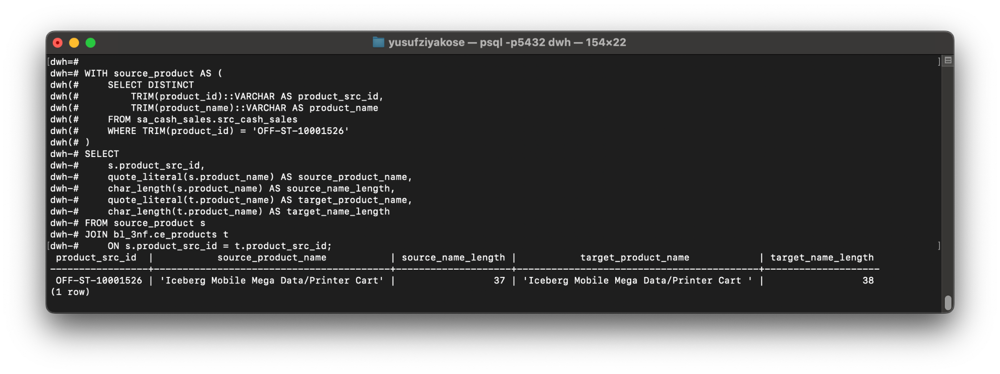 yusufziyakose — psql -p5432 dwh — 154×22
[dwh=# ]
dwh=# WITH source_product AS (
dwh(#     SELECT DISTINCT
dwh(#         TRIM(product_id)::VARCHAR AS product_src_id,
dwh(#         TRIM(product_name)::VARCHAR AS product_name
dwh(#     FROM sa_cash_sales.src_cash_sales
dwh(#     WHERE TRIM(product_id) = 'OFF-ST-10001526'
dwh(# )
dwh-# SELECT
dwh-#     s.product_src_id,
dwh-#     quote_literal(s.product_name) AS source_product_name,
dwh-#     char_length(s.product_name) AS source_name_length,
dwh-#     quote_literal(t.product_name) AS target_product_name,
dwh-#     char_length(t.product_name) AS target_name_length
dwh-# FROM source_product s
dwh-# JOIN bl_3nf.ce_products t
[dwh-#     ON s.product_src_id = t.product_src_id; ]
 product_src_id  |           source_product_name           | source_name_length |           target_product_name            | target_name_length
-----------------+-----------------------------------------+--------------------+------------------------------------------+--------------------
 OFF-ST-10001526 | 'Iceberg Mobile Mega Data/Printer Cart' |                 37 | 'Iceberg Mobile Mega Data/Printer Cart ' |                 38
(1 row)